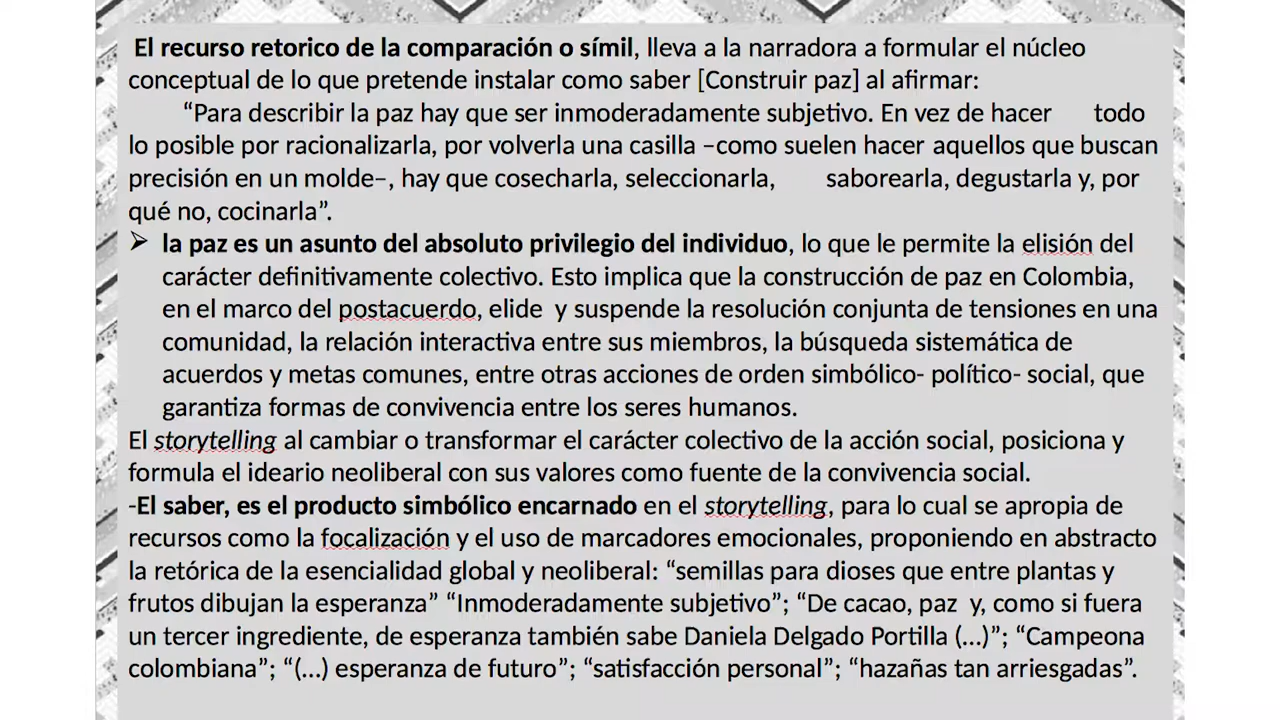 El recurso retorico de la comparación o símil, lleva a la narradora a formular el núcleo
conceptual de lo que pretende instalar como saber [Construir paz] al afirmar:
“Para describir la paz hay que ser inmoderadamente subjetivo. En vez de hacer todo
lo posible por racionalizarla, por volverla una casilla –como suelen hacer aquellos que buscan
precisión en un molde–, hay que cosecharla, seleccionarla, saborearla, degustarla y, por
qué no, cocinarla”.
➢ la paz es un asunto del absoluto privilegio del individuo, lo que le permite la elisión del
carácter definitivamente colectivo. Esto implica que la construcción de paz en Colombia,
en el marco del postacuerdo, elide y suspende la resolución conjunta de tensiones en una
comunidad, la relación interactiva entre sus miembros, la búsqueda sistemática de
acuerdos y metas comunes, entre otras acciones de orden simbólico- político- social, que
garantiza formas de convivencia entre los seres humanos.
El storytelling al cambiar o transformar el carácter colectivo de la acción social, posiciona y
formula el ideario neoliberal con sus valores como fuente de la convivencia social.
-El saber, es el producto simbólico encarnado en el storytelling, para lo cual se apropia de
recursos como la focalización y el uso de marcadores emocionales, proponiendo en abstracto
la retórica de la esencialidad global y neoliberal: “semillas para dioses que entre plantas y
frutos dibujan la esperanza” “Inmoderadamente subjetivo”; “De cacao, paz y, como si fuera
un tercer ingrediente, de esperanza también sabe Daniela Delgado Portilla (…)”; “Campeona
colombiana”; “(…) esperanza de futuro”; “satisfacción personal”; “hazañas tan arriesgadas”.